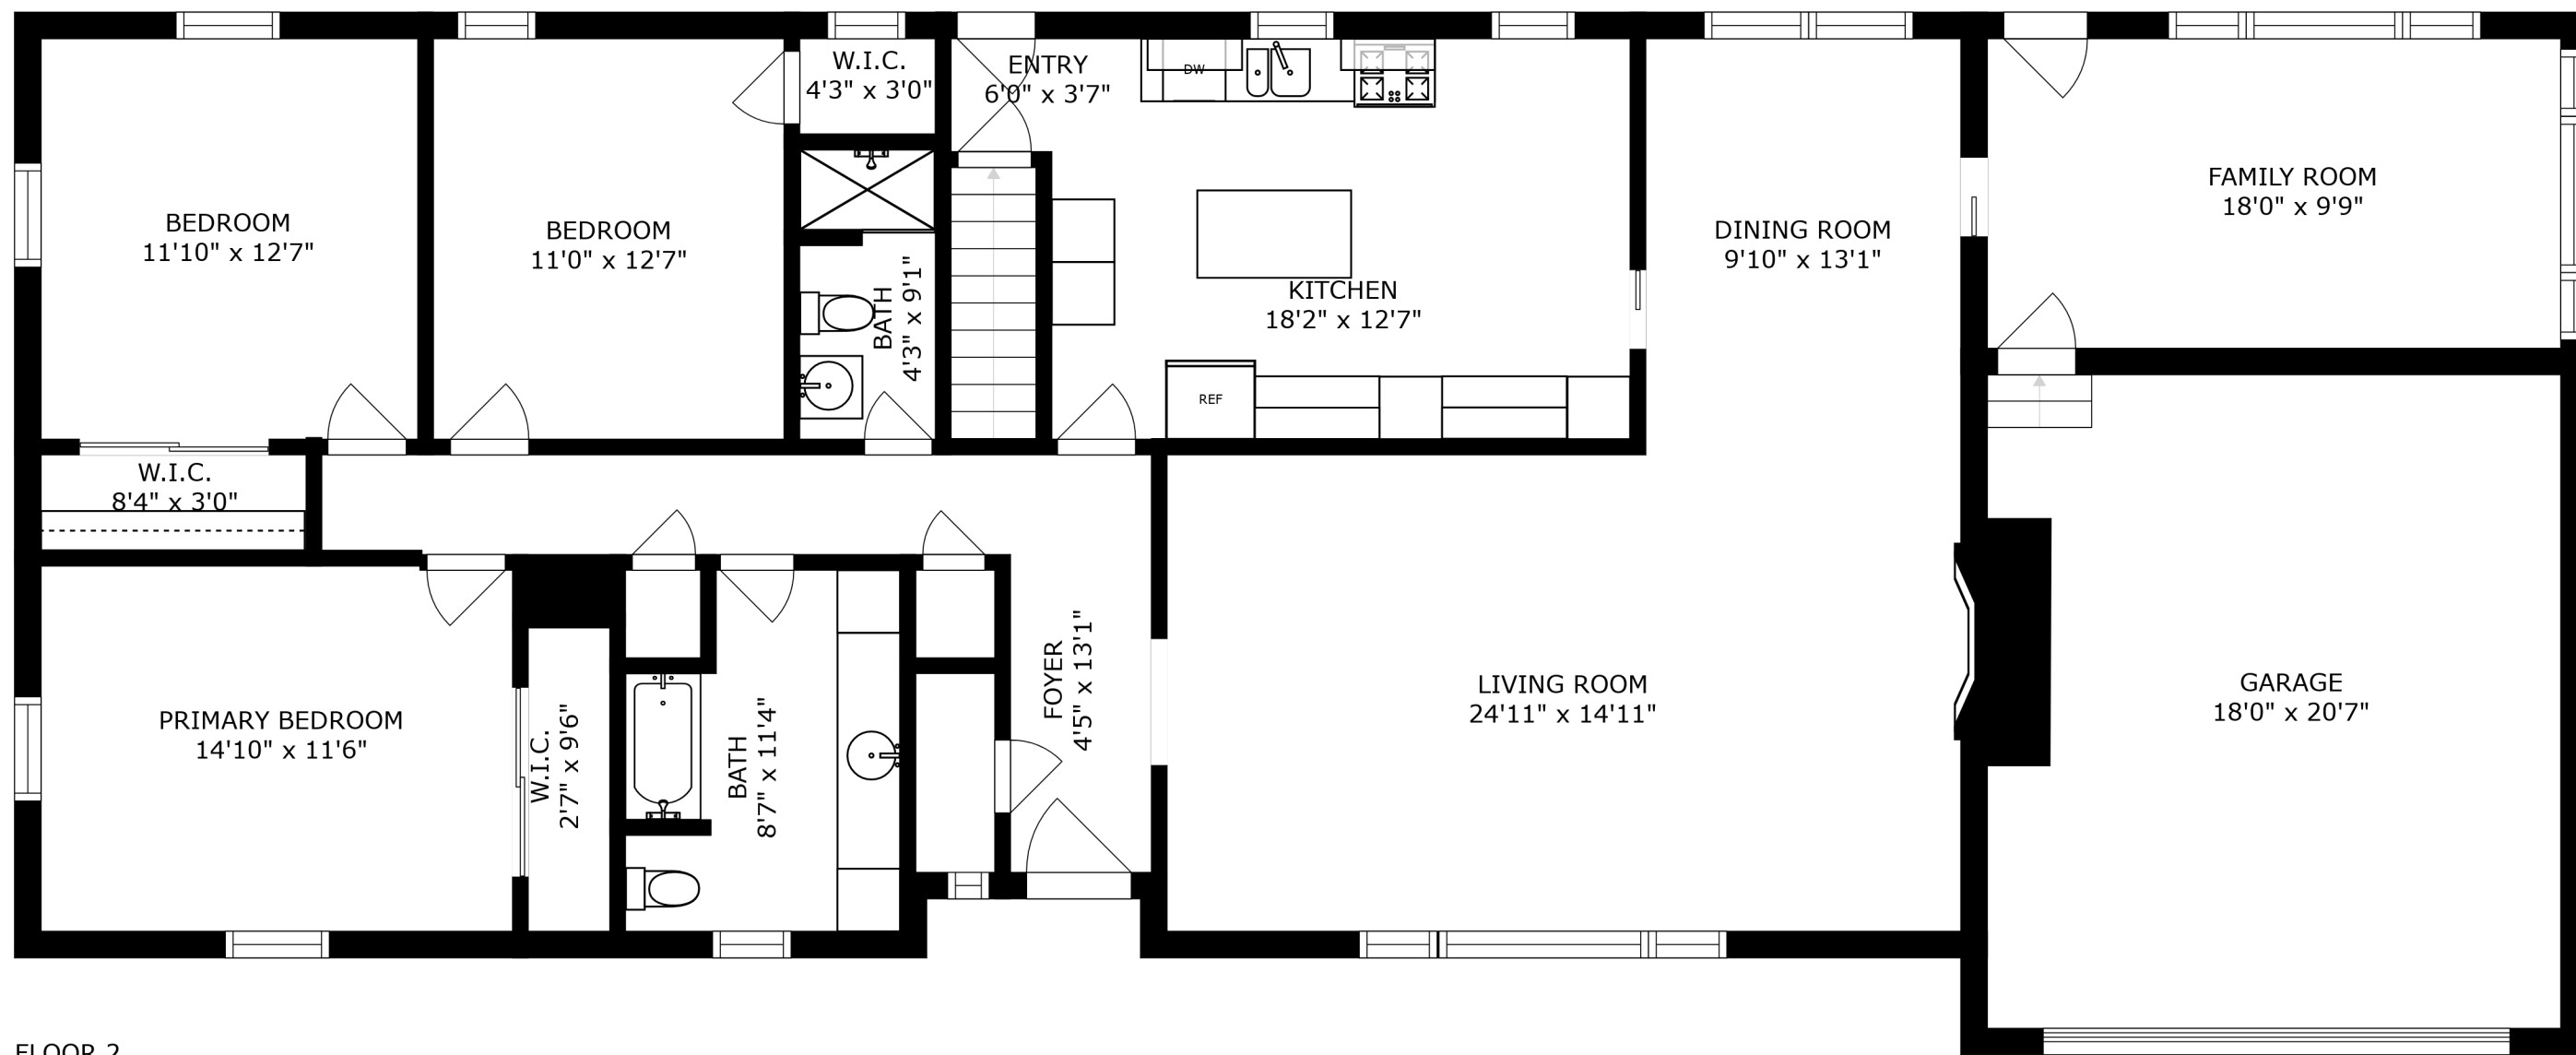 W.I.C.
4'3" x 3'0"
ENTRY
6'0" x 3'7"
DW
BEDROOM
11'10" x 12'7"
BEDROOM
11'0" x 12'7"
BATH
4'3" x 9'1"
KITCHEN
18'2" x 12'7"
REF
DINING ROOM
9'10" x 13'1"
FAMILY ROOM
18'0" x 9'9"
W.I.C.
8'4" x 3'0"
PRIMARY BEDROOM
14'10" x 11'6"
W.I.C.
2'7" x 9'6"
BATH
8'7" x 11'4"
FOYER
4'5" x 13'1"
LIVING ROOM
24'11" x 14'11"
GARAGE
18'0" x 20'7"
FLOOR 2